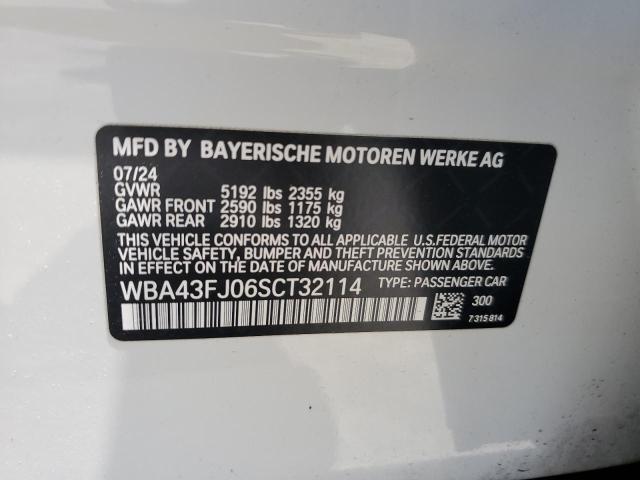 MFD BY BAYERISCHE MOTOREN WERKE AG
07/24
GVWR 5192 lbs 2355 kg
GAWR FRONT 2590 lbs 1175 kg
GAWR REAR 2910 lbs 1320 kg
THIS VEHICLE CONFORMS TO ALL APPLICABLE U.S.FEDERAL MOTOR
VEHICLE SAFETY, BUMPER AND THEFT PREVENTION STANDARDS
IN EFFECT ON THE DATE OF MANUFACTURE SHOWN ABOVE.
WBA43FJ06SCT32114 TYPE: PASSENGER CAR
300
7315814